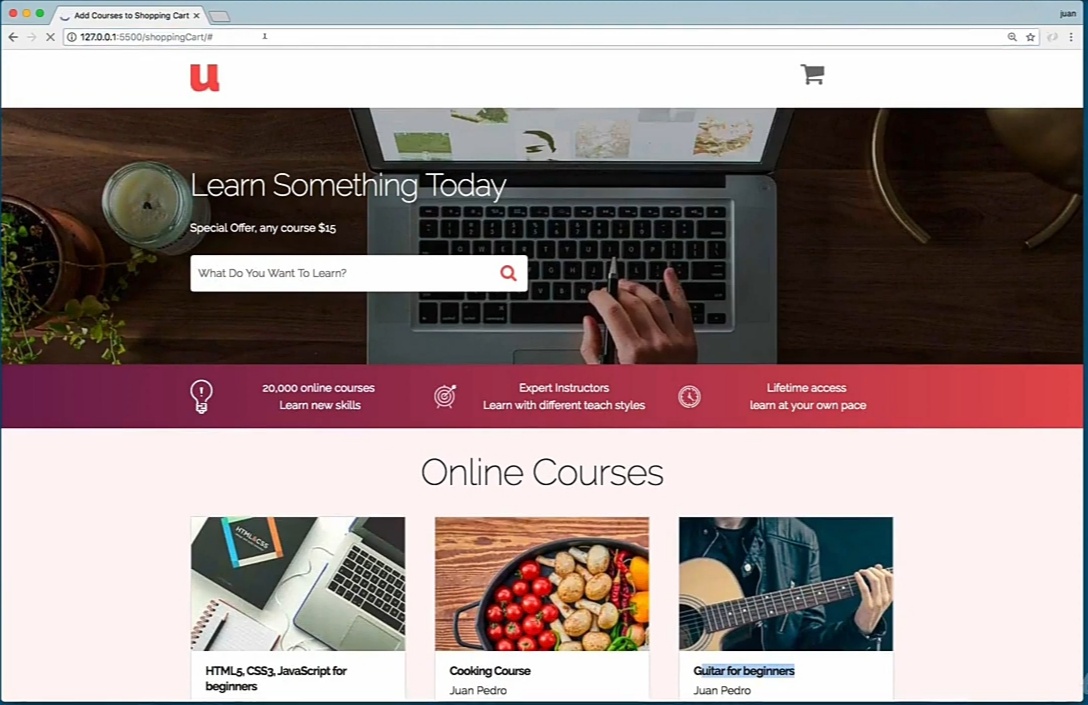 Add Courses to Shopping Cart
juan
127.0.0.1:5500/shoppingCart/#
u
Learn Something Today
Special Offer, any course $15
What Do You Want To Learn?
20,000 online courses
Learn new skills
Expert Instructors
Learn with different teach styles
Lifetime access
learn at your own pace
Online Courses
HTML&CSS
HTML5, CSS3, JavaScript for
beginners
Cooking Course
Juan Pedro
Guitar for beginners
Juan Pedro